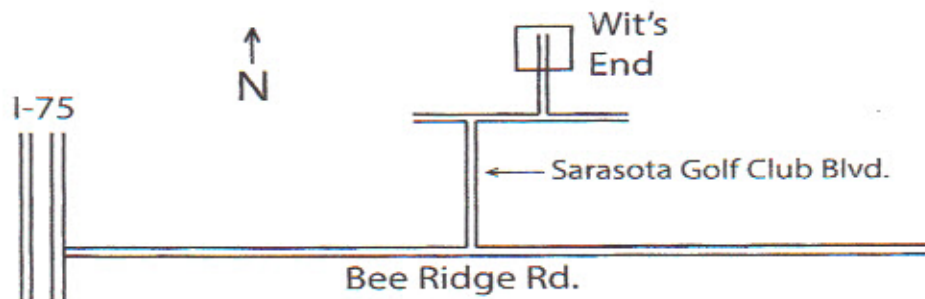 Wit's
End
N
I-75
Sarasota Golf Club Blvd.
Bee Ridge Rd.